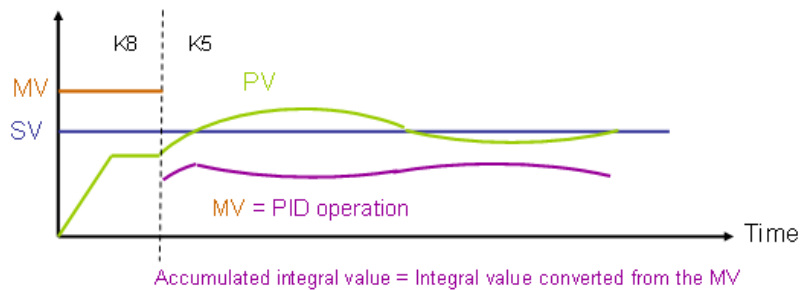 K8 K5
MV
PV
SV
MV = PID operation
Time
Accumulated integral value = Integral value converted from the MV